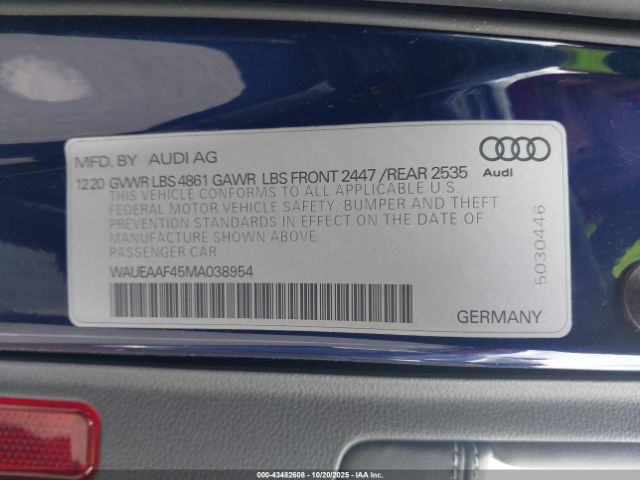 MFD. BY AUDI AG
12.20 GVWR LBS 4861 GAWR LBS FRONT 2447 /REAR 2535
THIS VEHICLE CONFORMS TO ALL APPLICABLE U.S.
FEDERAL MOTOR VEHICLE SAFETY, BUMPER AND THEFT
PREVENTION STANDARDS IN EFFECT ON THE DATE OF
MANUFACTURE SHOWN ABOVE
PASSENGER CAR
WAUEAAF45MA038954
Audi
5030446
GERMANY
000-43482608 - 10/20/2025 - IAAI.COM